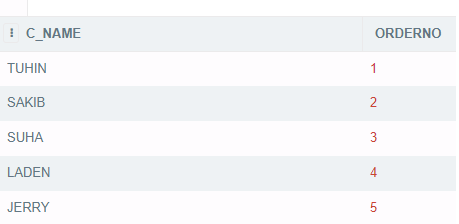 C_NAME ORDERNO
TUHIN 1
SAKIB 2
SUHA 3
LADEN 4
JERRY 5